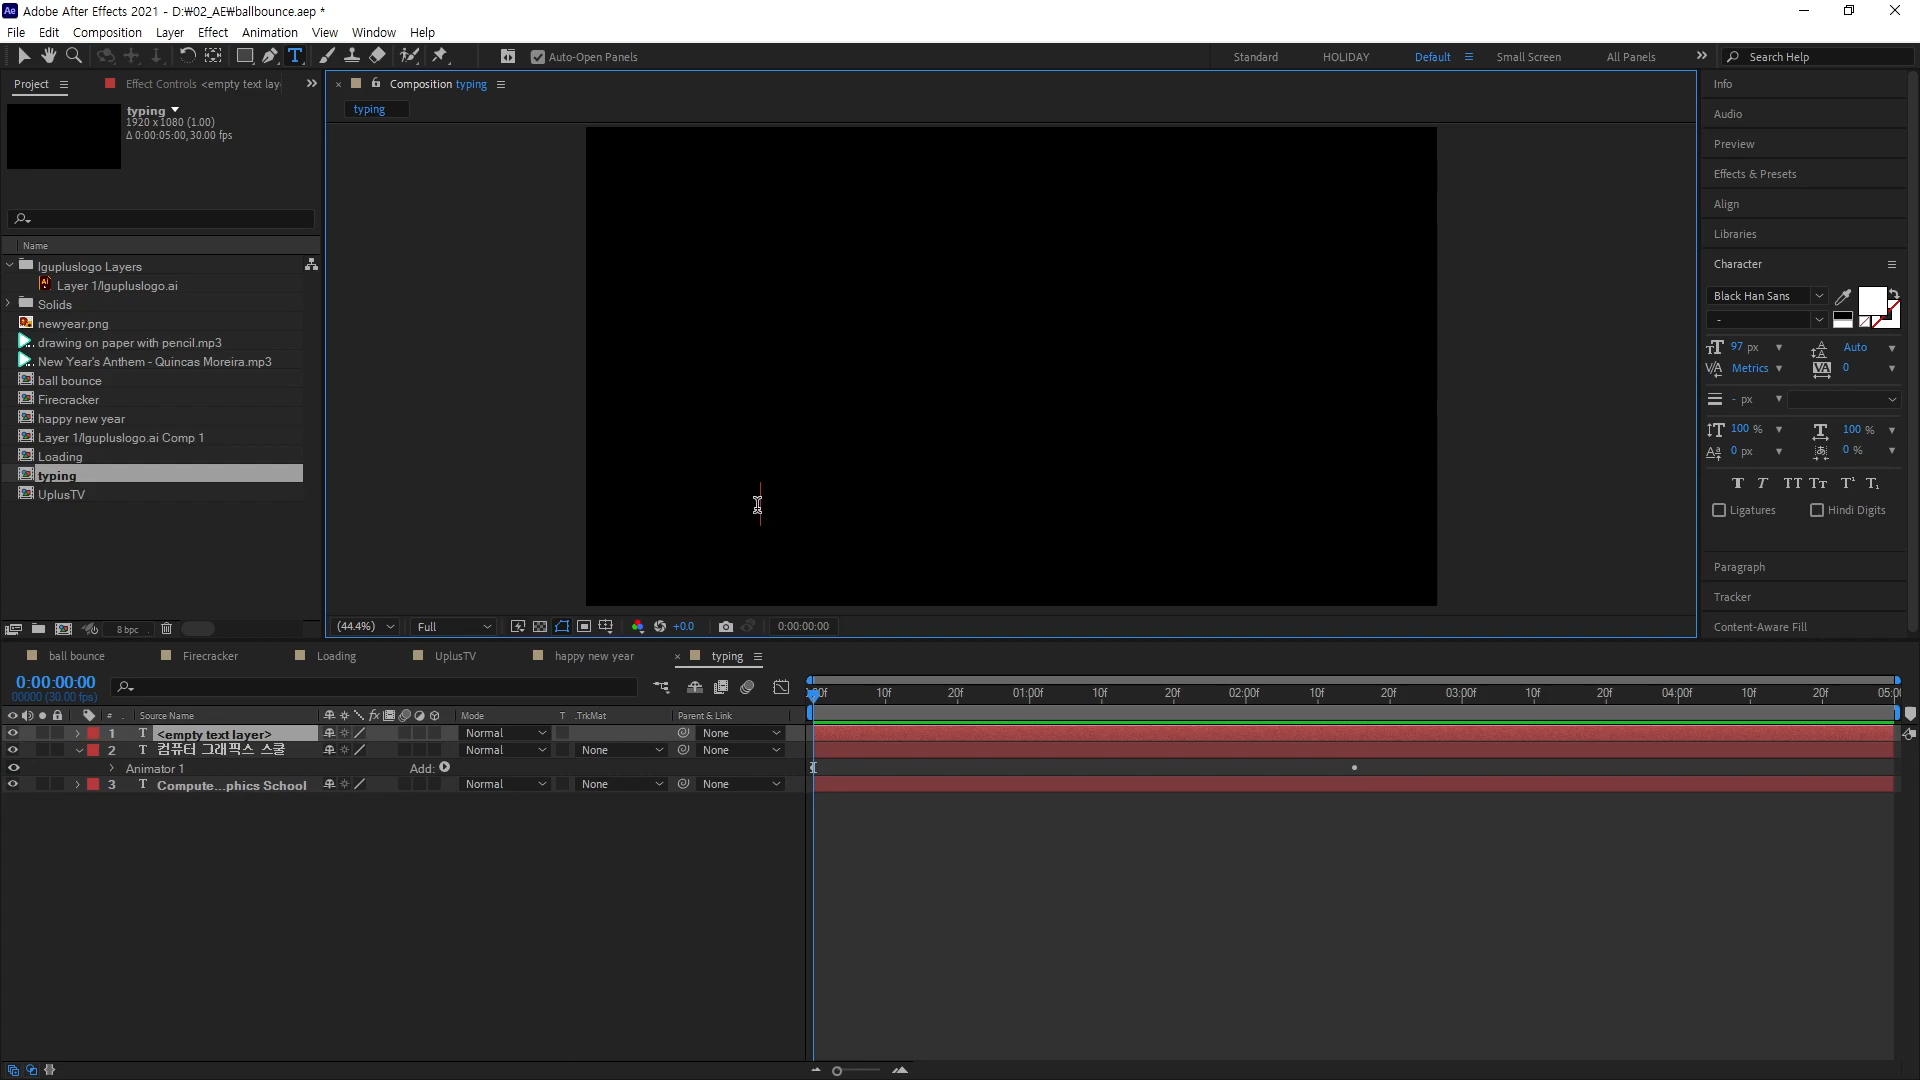 Adobe After Effects 2021 - D:₩02_AE₩ballbounce.aep *
File Edit Composition Layer Effect Animation View Window Help
Auto-Open Panels Standard HOLIDAY Default Small Screen All Panels Search Help
Project Effect Controls <empty text lay
Composition typing
typing
typing
1920 x 1080 (1.00)
Δ 0:00:05:00, 30.00 fps
Name
lgupluslogo Layers
Layer 1/lgupluslogo.ai
Solids
newyear.png
drawing on paper with pencil.mp3
New Year's Anthem - Quincas Moreira.mp3
ball bounce
Firecracker
happy new year
Layer 1/lgupluslogo.ai Comp 1
Loading
typing
UplusTV
8 bpc
(44.4%) Full +0.0 0:00:00:00
Info
Audio
Preview
Effects & Presets
Align
Libraries
Character
Black Han Sans
-
97 px Auto
Metrics 0
- px
100 % 100 %
0 px 0 %
Ligatures Hindi Digits
Paragraph
Tracker
Content-Aware Fill
ball bounce Firecracker Loading UplusTV happy new year typing
0:00:00:00
00000 (30.00 fps)
:00f 10f 20f 01:00f 10f 20f 02:00f 10f 20f 03:00f 10f 20f 04:00f 10f 20f 05:00
# Source Name fx Mode T .TrkMat Parent & Link
1 T <empty text layer> Normal None
2 T 컴퓨터 그래픽스 스쿨 Normal None None
Animator 1 Add:
3 T Compute...phics School Normal None None